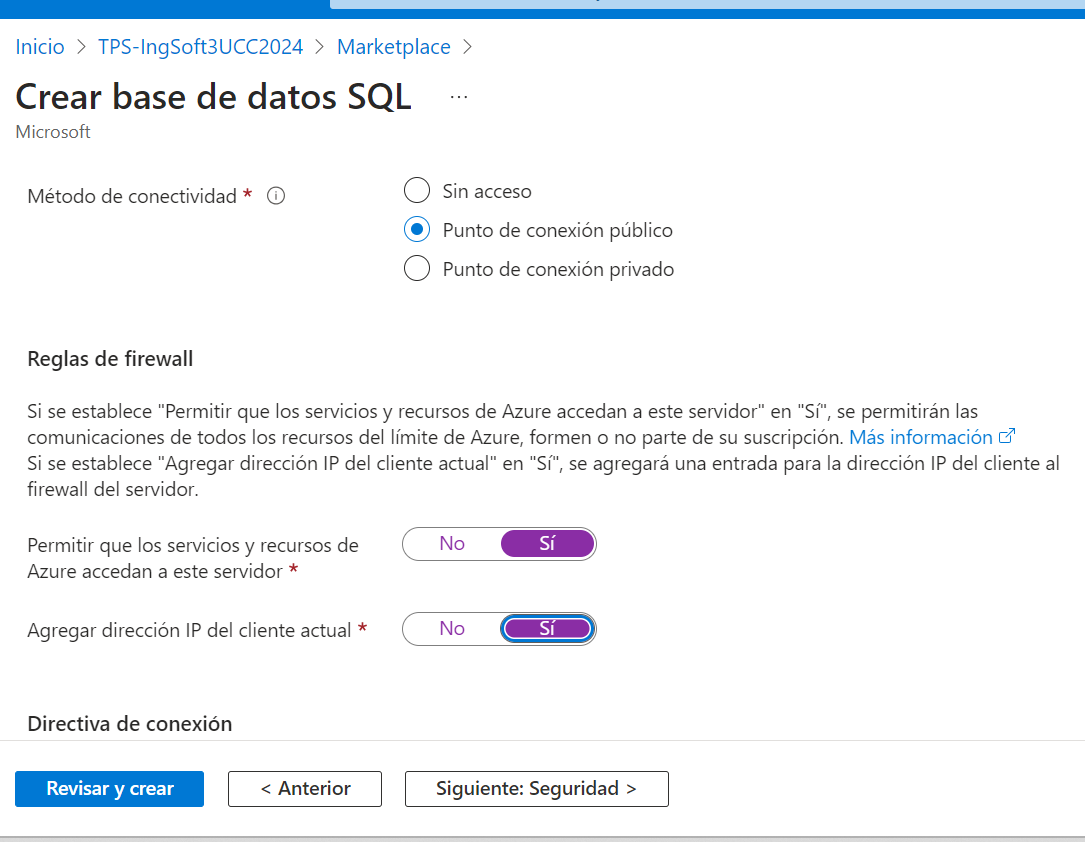 Inicio > TPS-IngSoft3UCC2024 > Marketplace >
Crear base de datos SQL ...
Microsoft
Método de conectividad *
Sin acceso
Punto de conexión público
Punto de conexión privado
Reglas de firewall
Si se establece "Permitir que los servicios y recursos de Azure accedan a este servidor" en "Sí", se permitirán las
comunicaciones de todos los recursos del límite de Azure, formen o no parte de su suscripción. Más información
Si se establece "Agregar dirección IP del cliente actual" en "Sí", se agregará una entrada para la dirección IP del cliente al
firewall del servidor.
Permitir que los servicios y recursos de
Azure accedan a este servidor *
No Sí
Agregar dirección IP del cliente actual *
No Sí
Directiva de conexión
Revisar y crear
< Anterior
Siguiente: Seguridad >